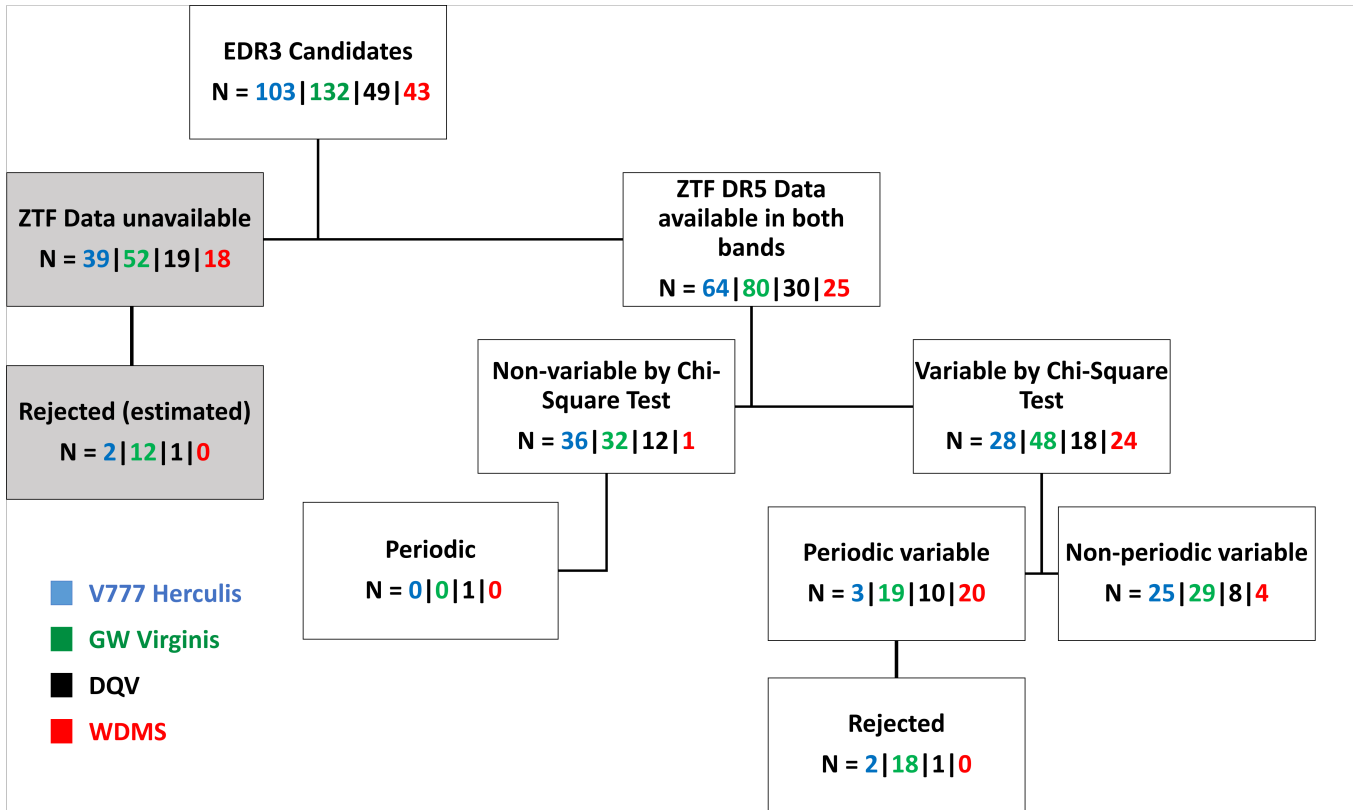 EDR3 Candidates
N = 103|132|49|43
ZTF Data unavailable
N = 39|52|19|18
ZTF DR5 Data
available in both
bands
N = 64|80|30|25
Rejected (estimated)
N = 2|12|1|0
Non-variable by Chi-
Square Test
N = 36|32|12|1
Variable by Chi-Square
Test
N = 28|48|18|24
Periodic
N = 0|0|1|0
Periodic variable
N = 3|19|10|20
Non-periodic variable
N = 25|29|8|4
Rejected
N = 2|18|1|0
V777 Herculis
GW Virginis
DQV
WDMS